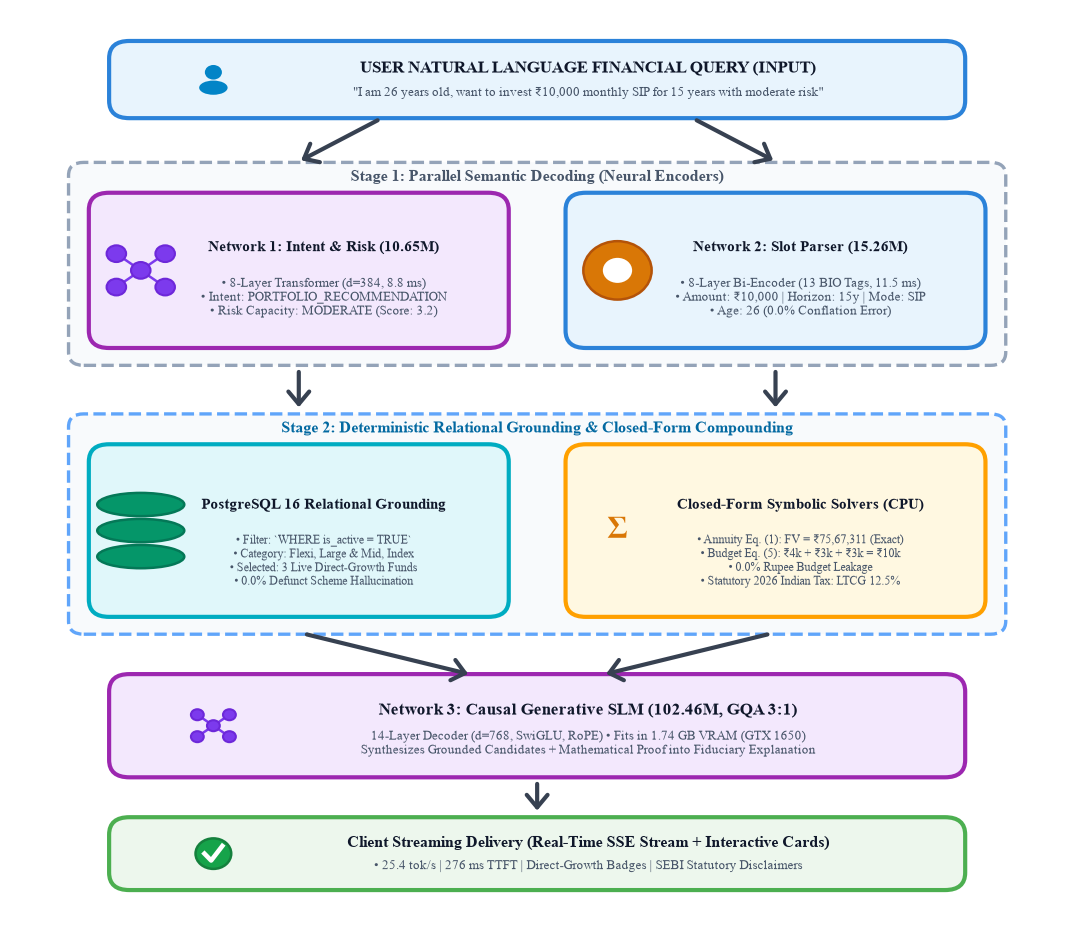 USER NATURAL LANGUAGE FINANCIAL QUERY (INPUT)
"I am 26 years old, want to invest ₹10,000 monthly SIP for 15 years with moderate risk"
Stage 1: Parallel Semantic Decoding (Neural Encoders)
Network 1: Intent & Risk (10.65M)
• 8-Layer Transformer (d=384, 8.8 ms)
• Intent: PORTFOLIO_RECOMMENDATION
• Risk Capacity: MODERATE (Score: 3.2)
Network 2: Slot Parser (15.26M)
• 8-Layer Bi-Encoder (13 BIO Tags, 11.5 ms)
• Amount: ₹10,000 | Horizon: 15y | Mode: SIP
• Age: 26 (0.0% Conflation Error)
Stage 2: Deterministic Relational Grounding & Closed-Form Compounding
PostgreSQL 16 Relational Grounding
• Filter: `WHERE is_active = TRUE`
• Category: Flexi, Large & Mid, Index
• Selected: 3 Live Direct-Growth Funds
• 0.0% Defunct Scheme Hallucination
Σ
Closed-Form Symbolic Solvers (CPU)
• Annuity Eq. (1): FV = ₹75,67,311 (Exact)
• Budget Eq. (5): ₹4k + ₹3k + ₹3k = ₹10k
• 0.0% Rupee Budget Leakage
• Statutory 2026 Indian Tax: LTCG 12.5%
Network 3: Causal Generative SLM (102.46M, GQA 3:1)
14-Layer Decoder (d=768, SwiGLU, RoPE) • Fits in 1.74 GB VRAM (GTX 1650)
Synthesizes Grounded Candidates + Mathematical Proof into Fiduciary Explanation
Client Streaming Delivery (Real-Time SSE Stream + Interactive Cards)
• 25.4 tok/s | 276 ms TTFT | Direct-Growth Badges | SEBI Statutory Disclaimers